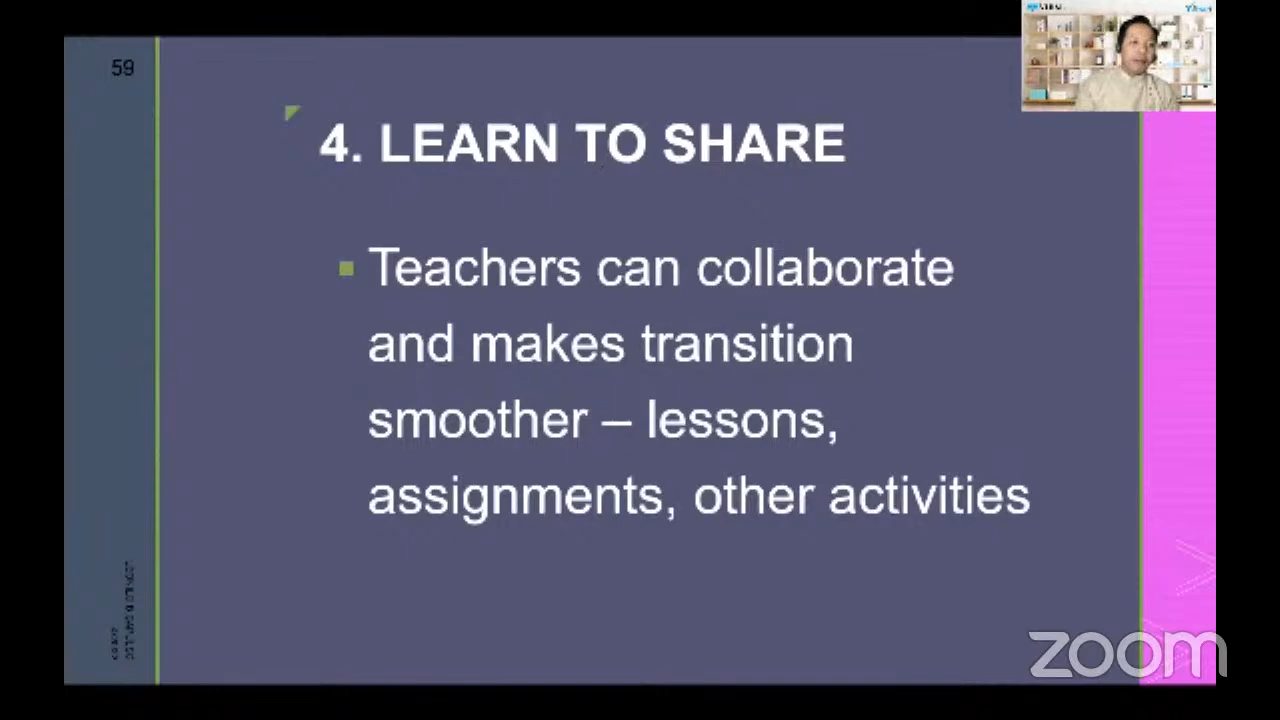 59
4. LEARN TO SHARE
Teachers can collaborate
and makes transition
smoother – lessons,
assignments, other activities
zoom